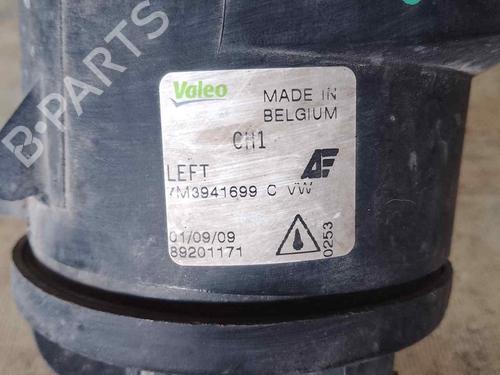 B-PARTS
Valeo
MADE IN
BELGIUM
CH1
LEFT
7M3941699 C VW
01/09/09
89201171
0253